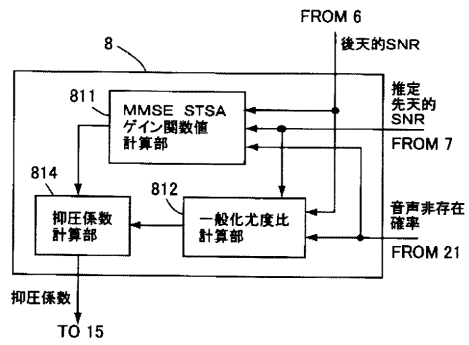 FROM 6
後天的SNR
8
811
MMSE STSA
ゲイン関数値
計算部
推定
先天的
SNR
FROM 7
814
抑圧係数
計算部
812
一般化尤度比
計算部
音声非存在
確率
FROM 21
抑圧係数
TO 15